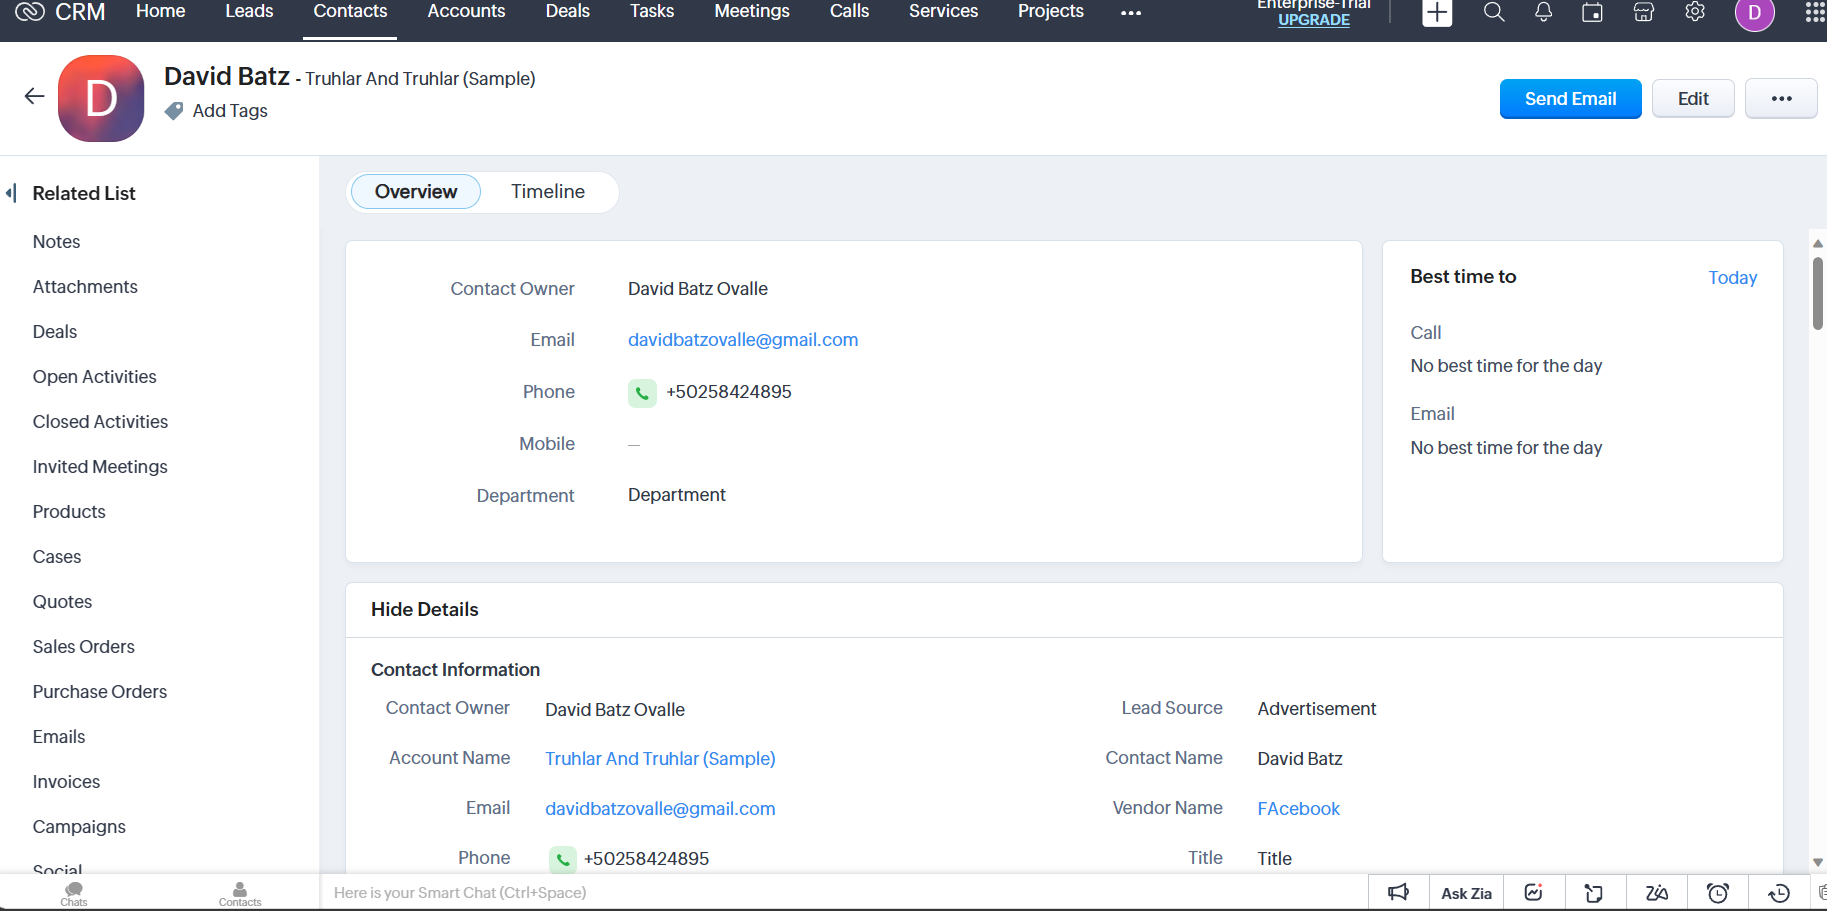 CRM Home Leads Contacts Accounts Deals Tasks Meetings Calls Services Projects ••• Enterprise-Trial
UPGRADE
D
D
David Batz - Truhlar And Truhlar (Sample)
Add Tags
Send Email Edit •••
Related List
Notes
Attachments
Deals
Open Activities
Closed Activities
Invited Meetings
Products
Cases
Quotes
Sales Orders
Purchase Orders
Emails
Invoices
Campaigns
Social
Overview Timeline
Contact Owner David Batz Ovalle
Email davidbatzovalle@gmail.com
Phone +50258424895
Mobile —
Department Department
Best time to Today
Call
No best time for the day
Email
No best time for the day
Hide Details
Contact Information
Contact Owner David Batz Ovalle Lead Source Advertisement
Account Name Truhlar And Truhlar (Sample) Contact Name David Batz
Email davidbatzovalle@gmail.com Vendor Name FAcebook
Phone +50258424895 Title Title
Chats Contacts Here is your Smart Chat (Ctrl+Space) Ask Zia